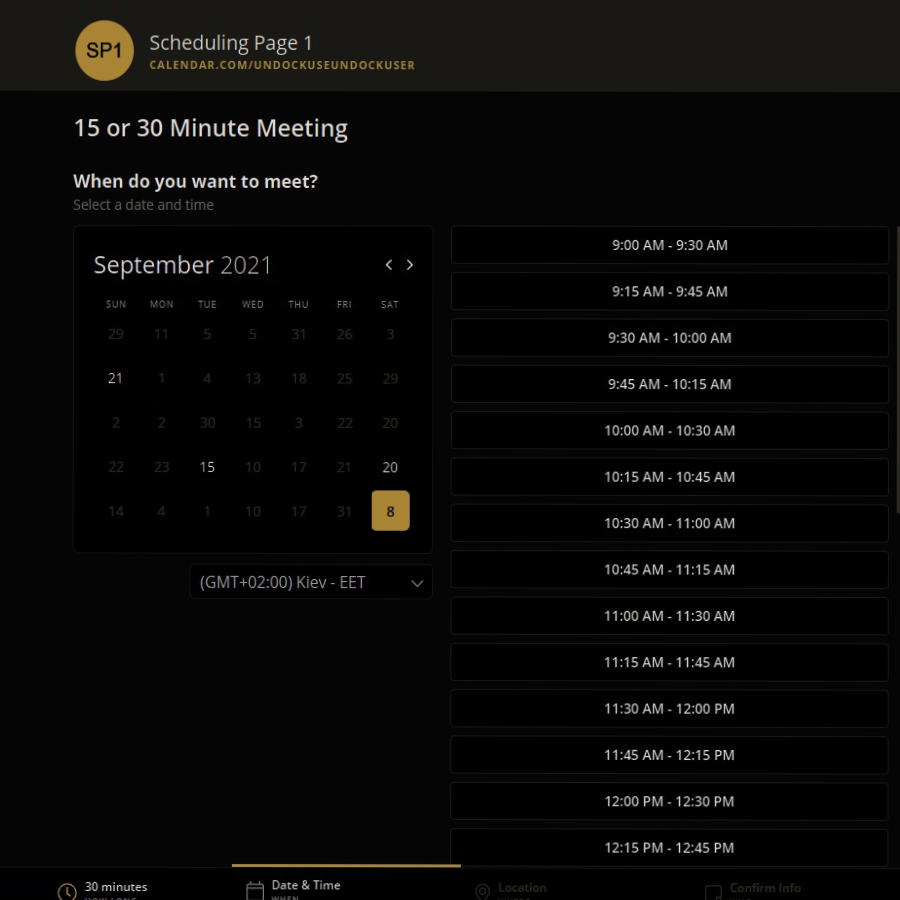 SP1
Scheduling Page 1
CALENDAR.COM/UNDOCKUSEUNDOCKUSER
15 or 30 Minute Meeting
When do you want to meet?
Select a date and time
September 2021
SUN MON TUE WED THU FRI SAT
29 11 5 5 31 26 3
21 1 4 13 18 25 29
2 2 30 15 3 22 20
22 23 15 10 17 21 20
14 4 1 10 17 31 8
(GMT+02:00) Kiev - EET
9:00 AM - 9:30 AM
9:15 AM - 9:45 AM
9:30 AM - 10:00 AM
9:45 AM - 10:15 AM
10:00 AM - 10:30 AM
10:15 AM - 10:45 AM
10:30 AM - 11:00 AM
10:45 AM - 11:15 AM
11:00 AM - 11:30 AM
11:15 AM - 11:45 AM
11:30 AM - 12:00 PM
11:45 AM - 12:15 PM
12:00 PM - 12:30 PM
12:15 PM - 12:45 PM
30 minutes
Date & Time
WHEN
Location
Confirm Info